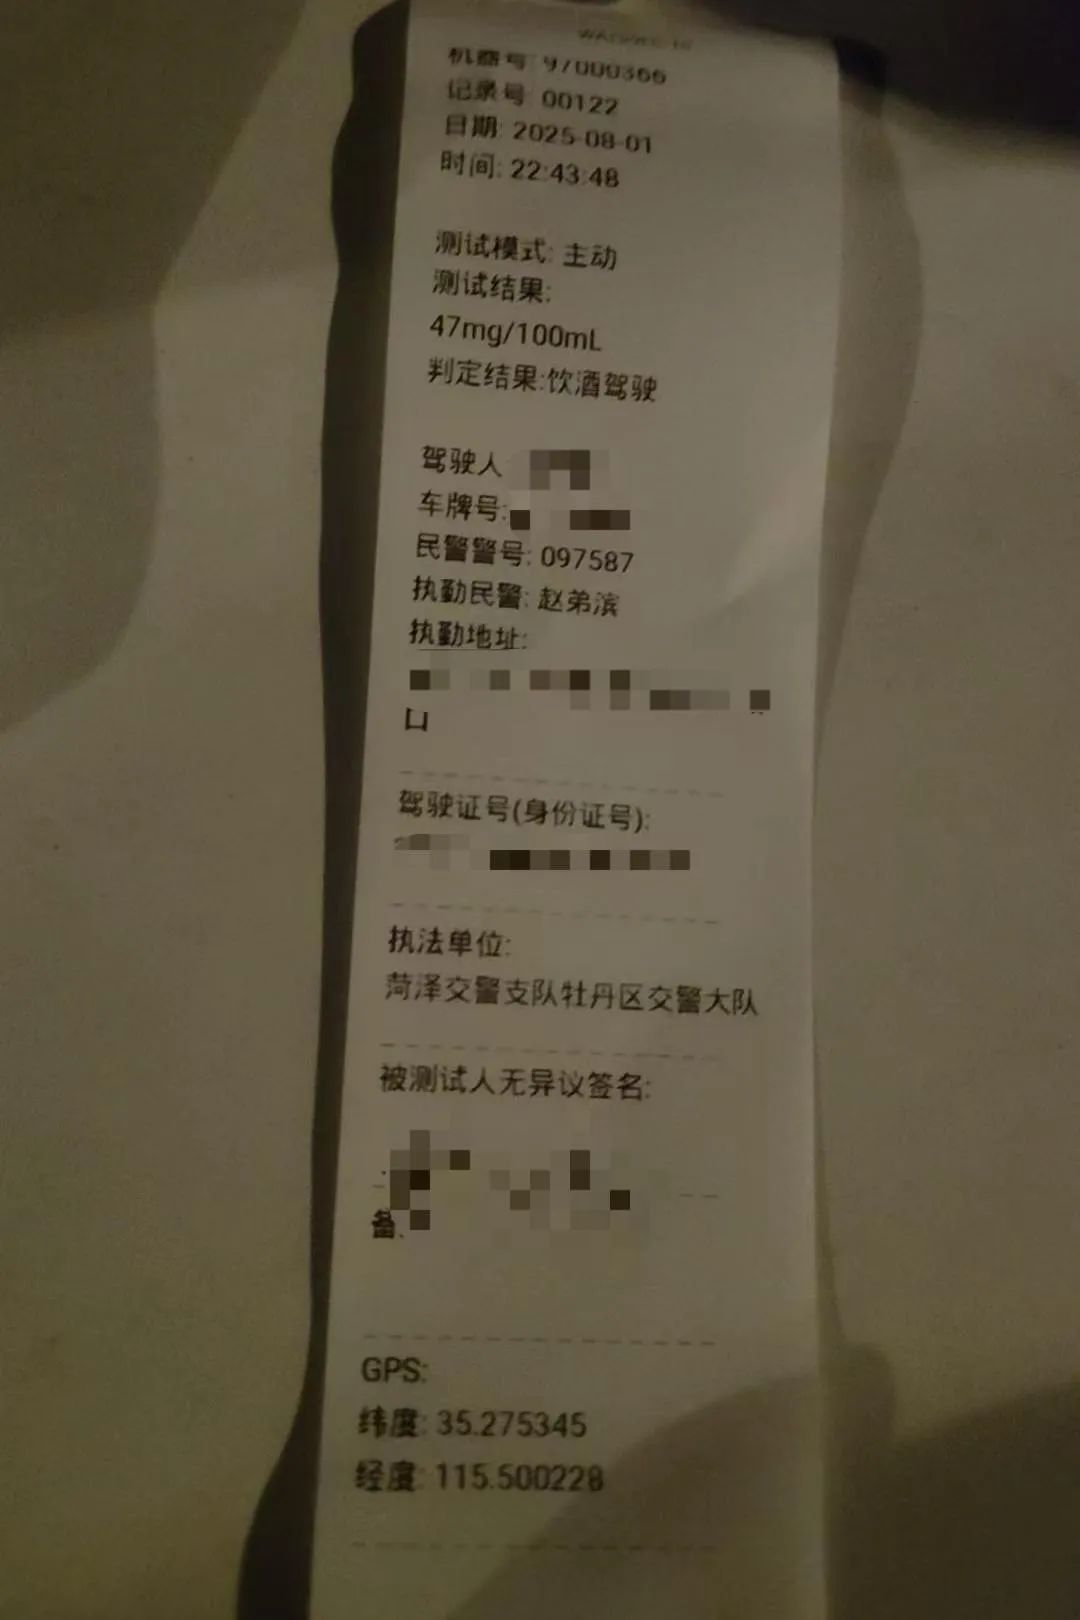 机器号: 97000366
记录号: 00122
日期: 2025-08-01
时间: 22:43:48
测试模式: 主动
测试结果:
47mg/100mL
判定结果:饮酒驾驶
驾驶人
车牌号:
民警警号: 097587
执勤民警: 赵弟滨
执勤地址:
口
驾驶证号(身份证号):
执法单位:
菏泽交警支队牡丹区交警大队
被测试人无异议签名:
备
GPS:
纬度: 35.275345
经度: 115.500228